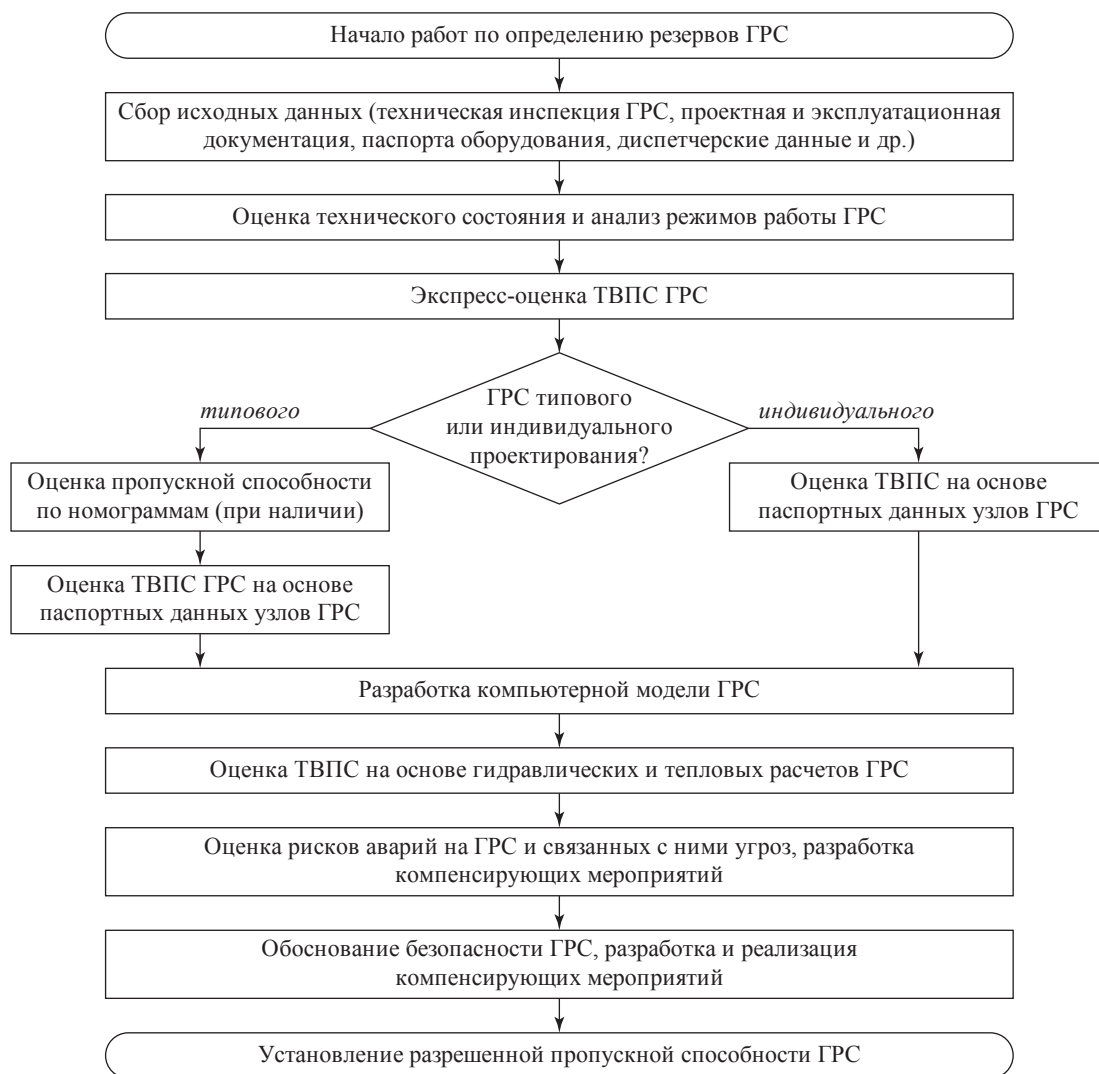 Начало работ по определению резервов ГРС
Сбор исходных данных (техническая инспекция ГРС, проектная и эксплуатационная
документация, паспорта оборудования, диспетчерские данные и др.)
Оценка технического состояния и анализ режимов работы ГРС
Экспресс-оценка ТВПС ГРС
ГРС типового
или индивидуального
проектирования?
типового
индивидуального
Оценка пропускной способности
по номограммам (при наличии)
Оценка ТВПС ГРС на основе
паспортных данных узлов ГРС
Оценка ТВПС на основе
паспортных данных узлов ГРС
Разработка компьютерной модели ГРС
Оценка ТВПС на основе гидравлических и тепловых расчетов ГРС
Оценка рисков аварий на ГРС и связанных с ними угроз, разработка
компенсирующих мероприятий
Обоснование безопасности ГРС, разработка и реализация
компенсирующих мероприятий
Установление разрешенной пропускной способности ГРС